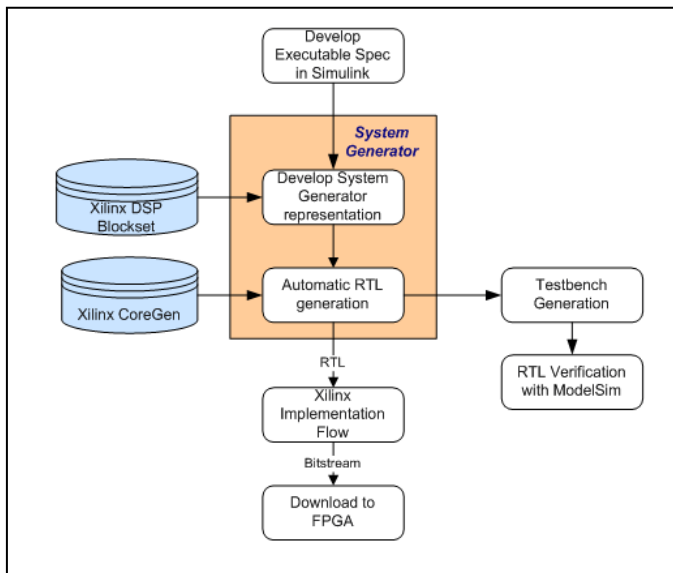 Develop
Executable Spec
in Simulink
System
Generator
Develop System
Generator
representation
Xilinx DSP
Blockset
Automatic RTL
generation
Xilinx CoreGen
Testbench
Generation
RTL
RTL Verification
with ModelSim
Xilinx
Implementation
Flow
Bitstream
Download to
FPGA